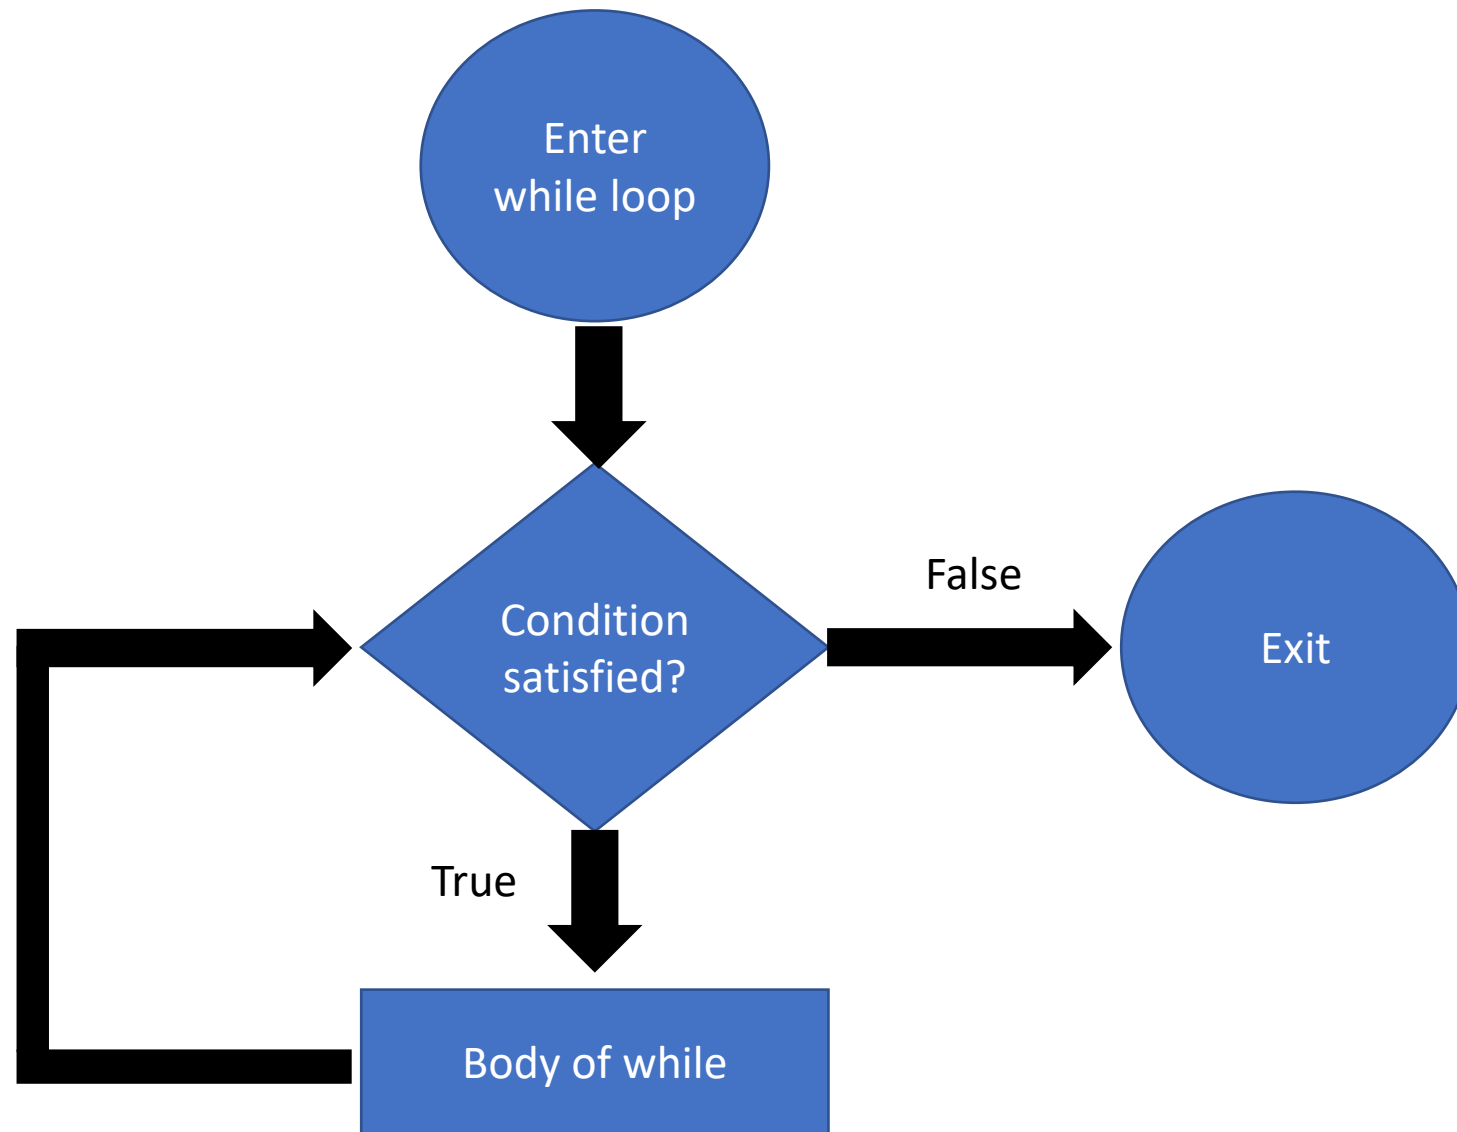 Enter
while loop
False
Condition
satisfied?
Exit
True
Body of while